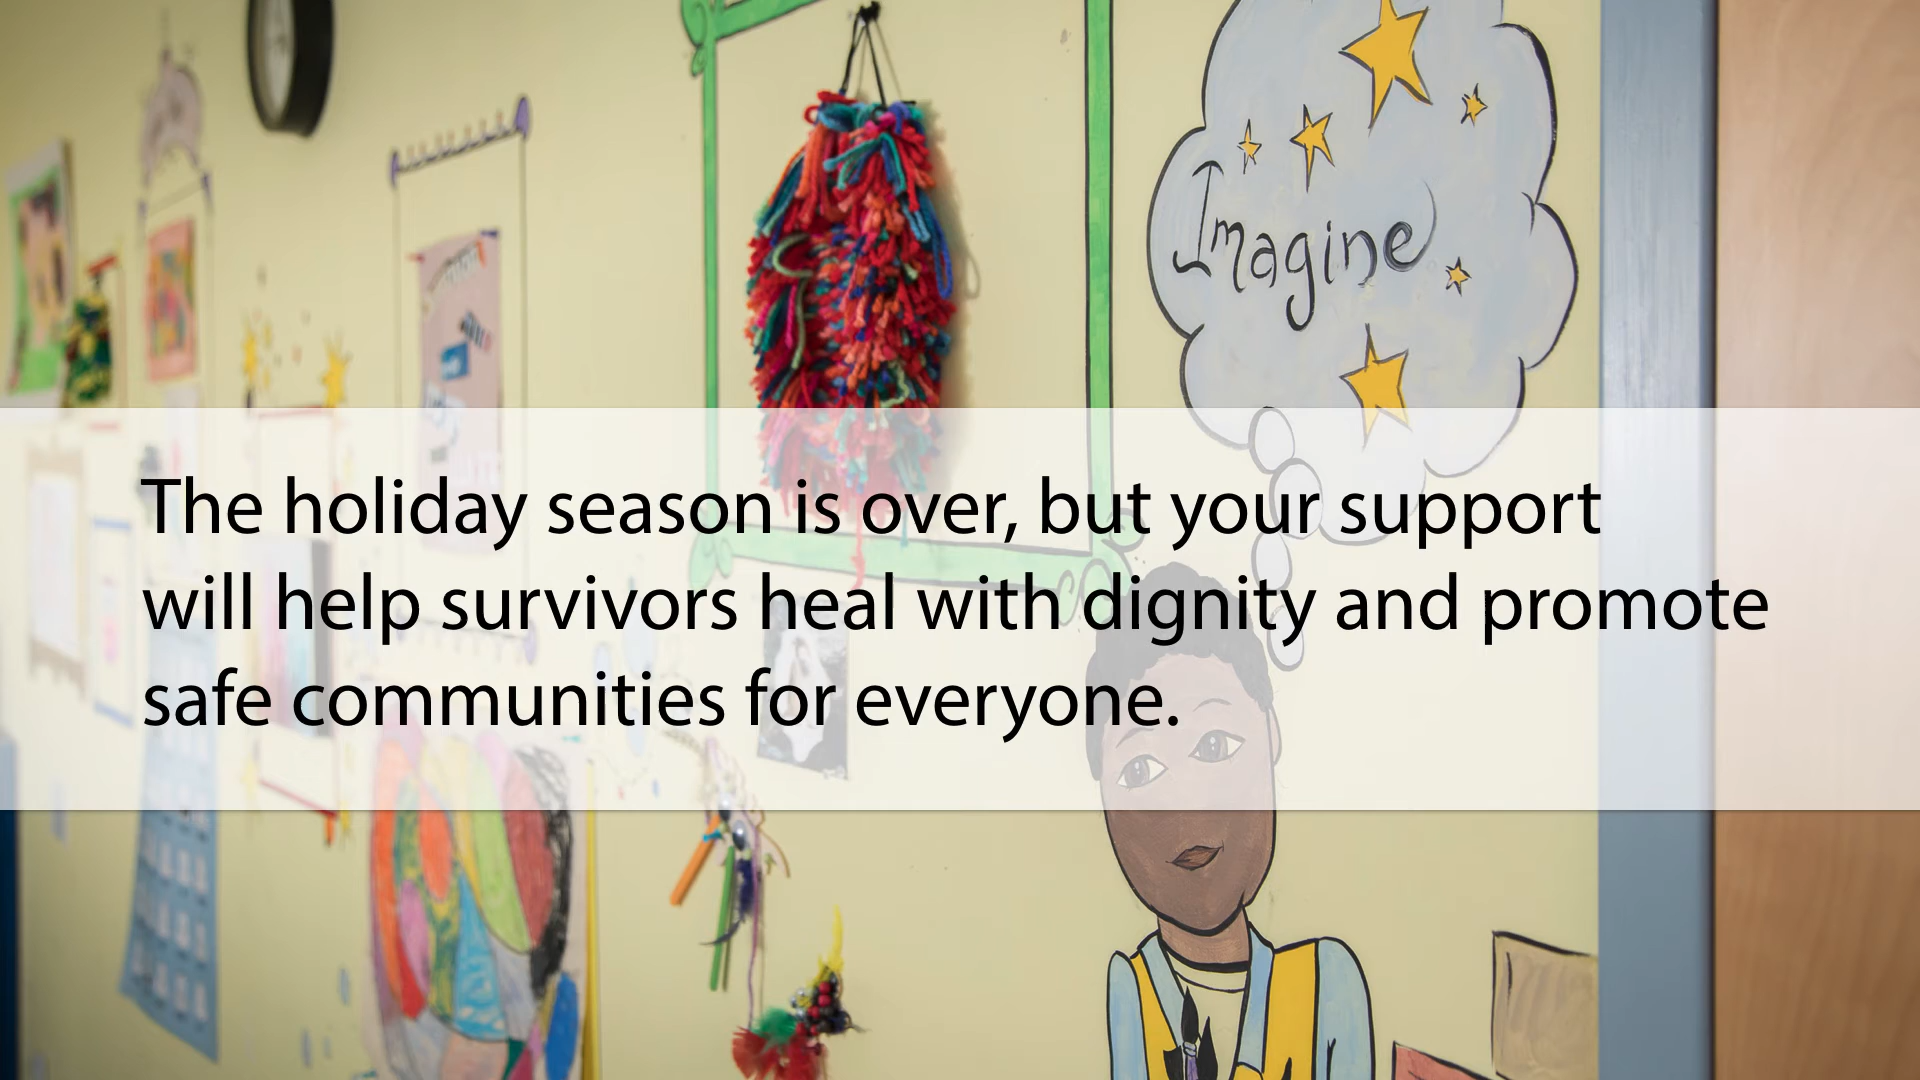 Imagine
The holiday season is over, but your support
will help survivors heal with dignity and promote
safe communities for everyone.